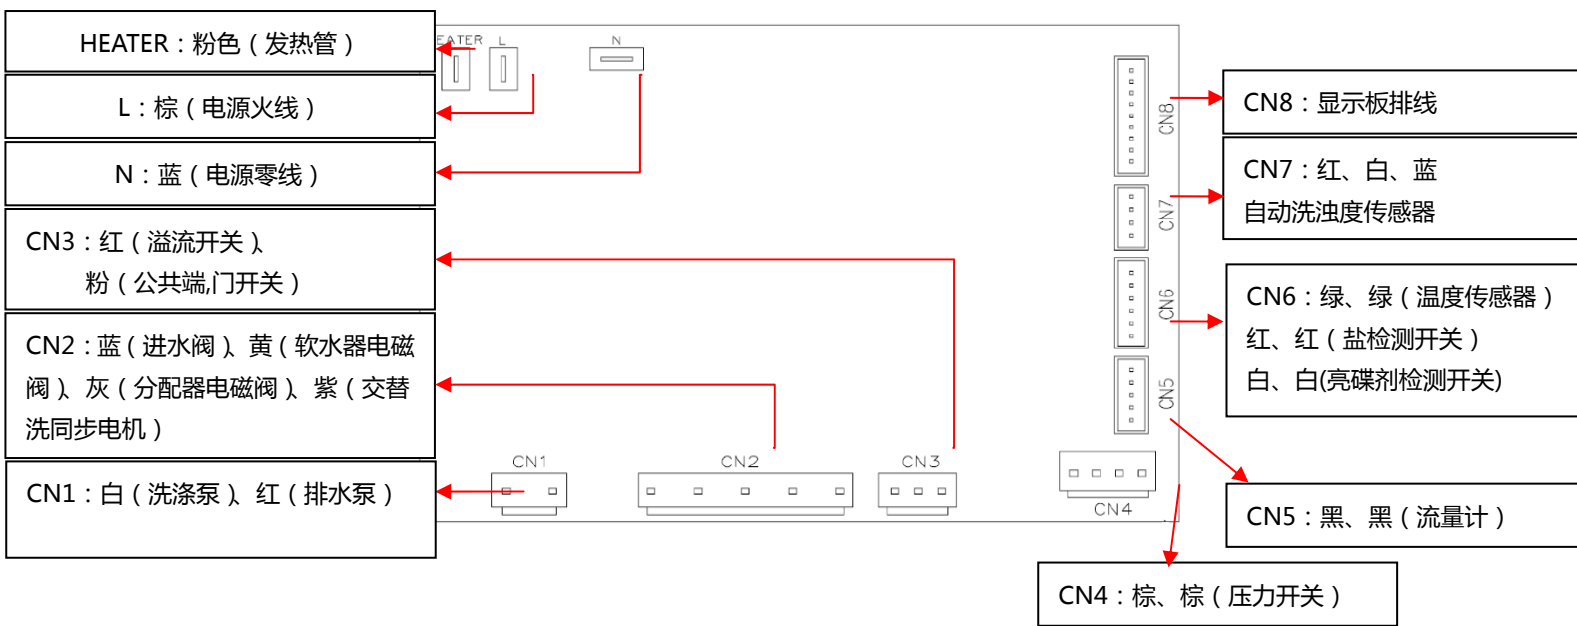 HEATER：粉色（发热管）
L：棕（电源火线）
N：蓝（电源零线）
CN3：红（溢流开关）、
粉（公共端,门开关）
CN2：蓝（进水阀）、黄（软水器电磁
阀）、灰（分配器电磁阀）、紫（交替
洗同步电机）
CN1：白（洗涤泵）、红（排水泵）
EATER
L
N
CN1
CN2
CN3
CN4
CN8
CN7
CN6
CN5
CN8：显示板排线
CN7：红、白、蓝
自动洗浊度传感器
CN6：绿、绿（温度传感器）
红、红（盐检测开关）
白、白(亮碟剂检测开关)
CN5：黑、黑（流量计）
CN4：棕、棕（压力开关）